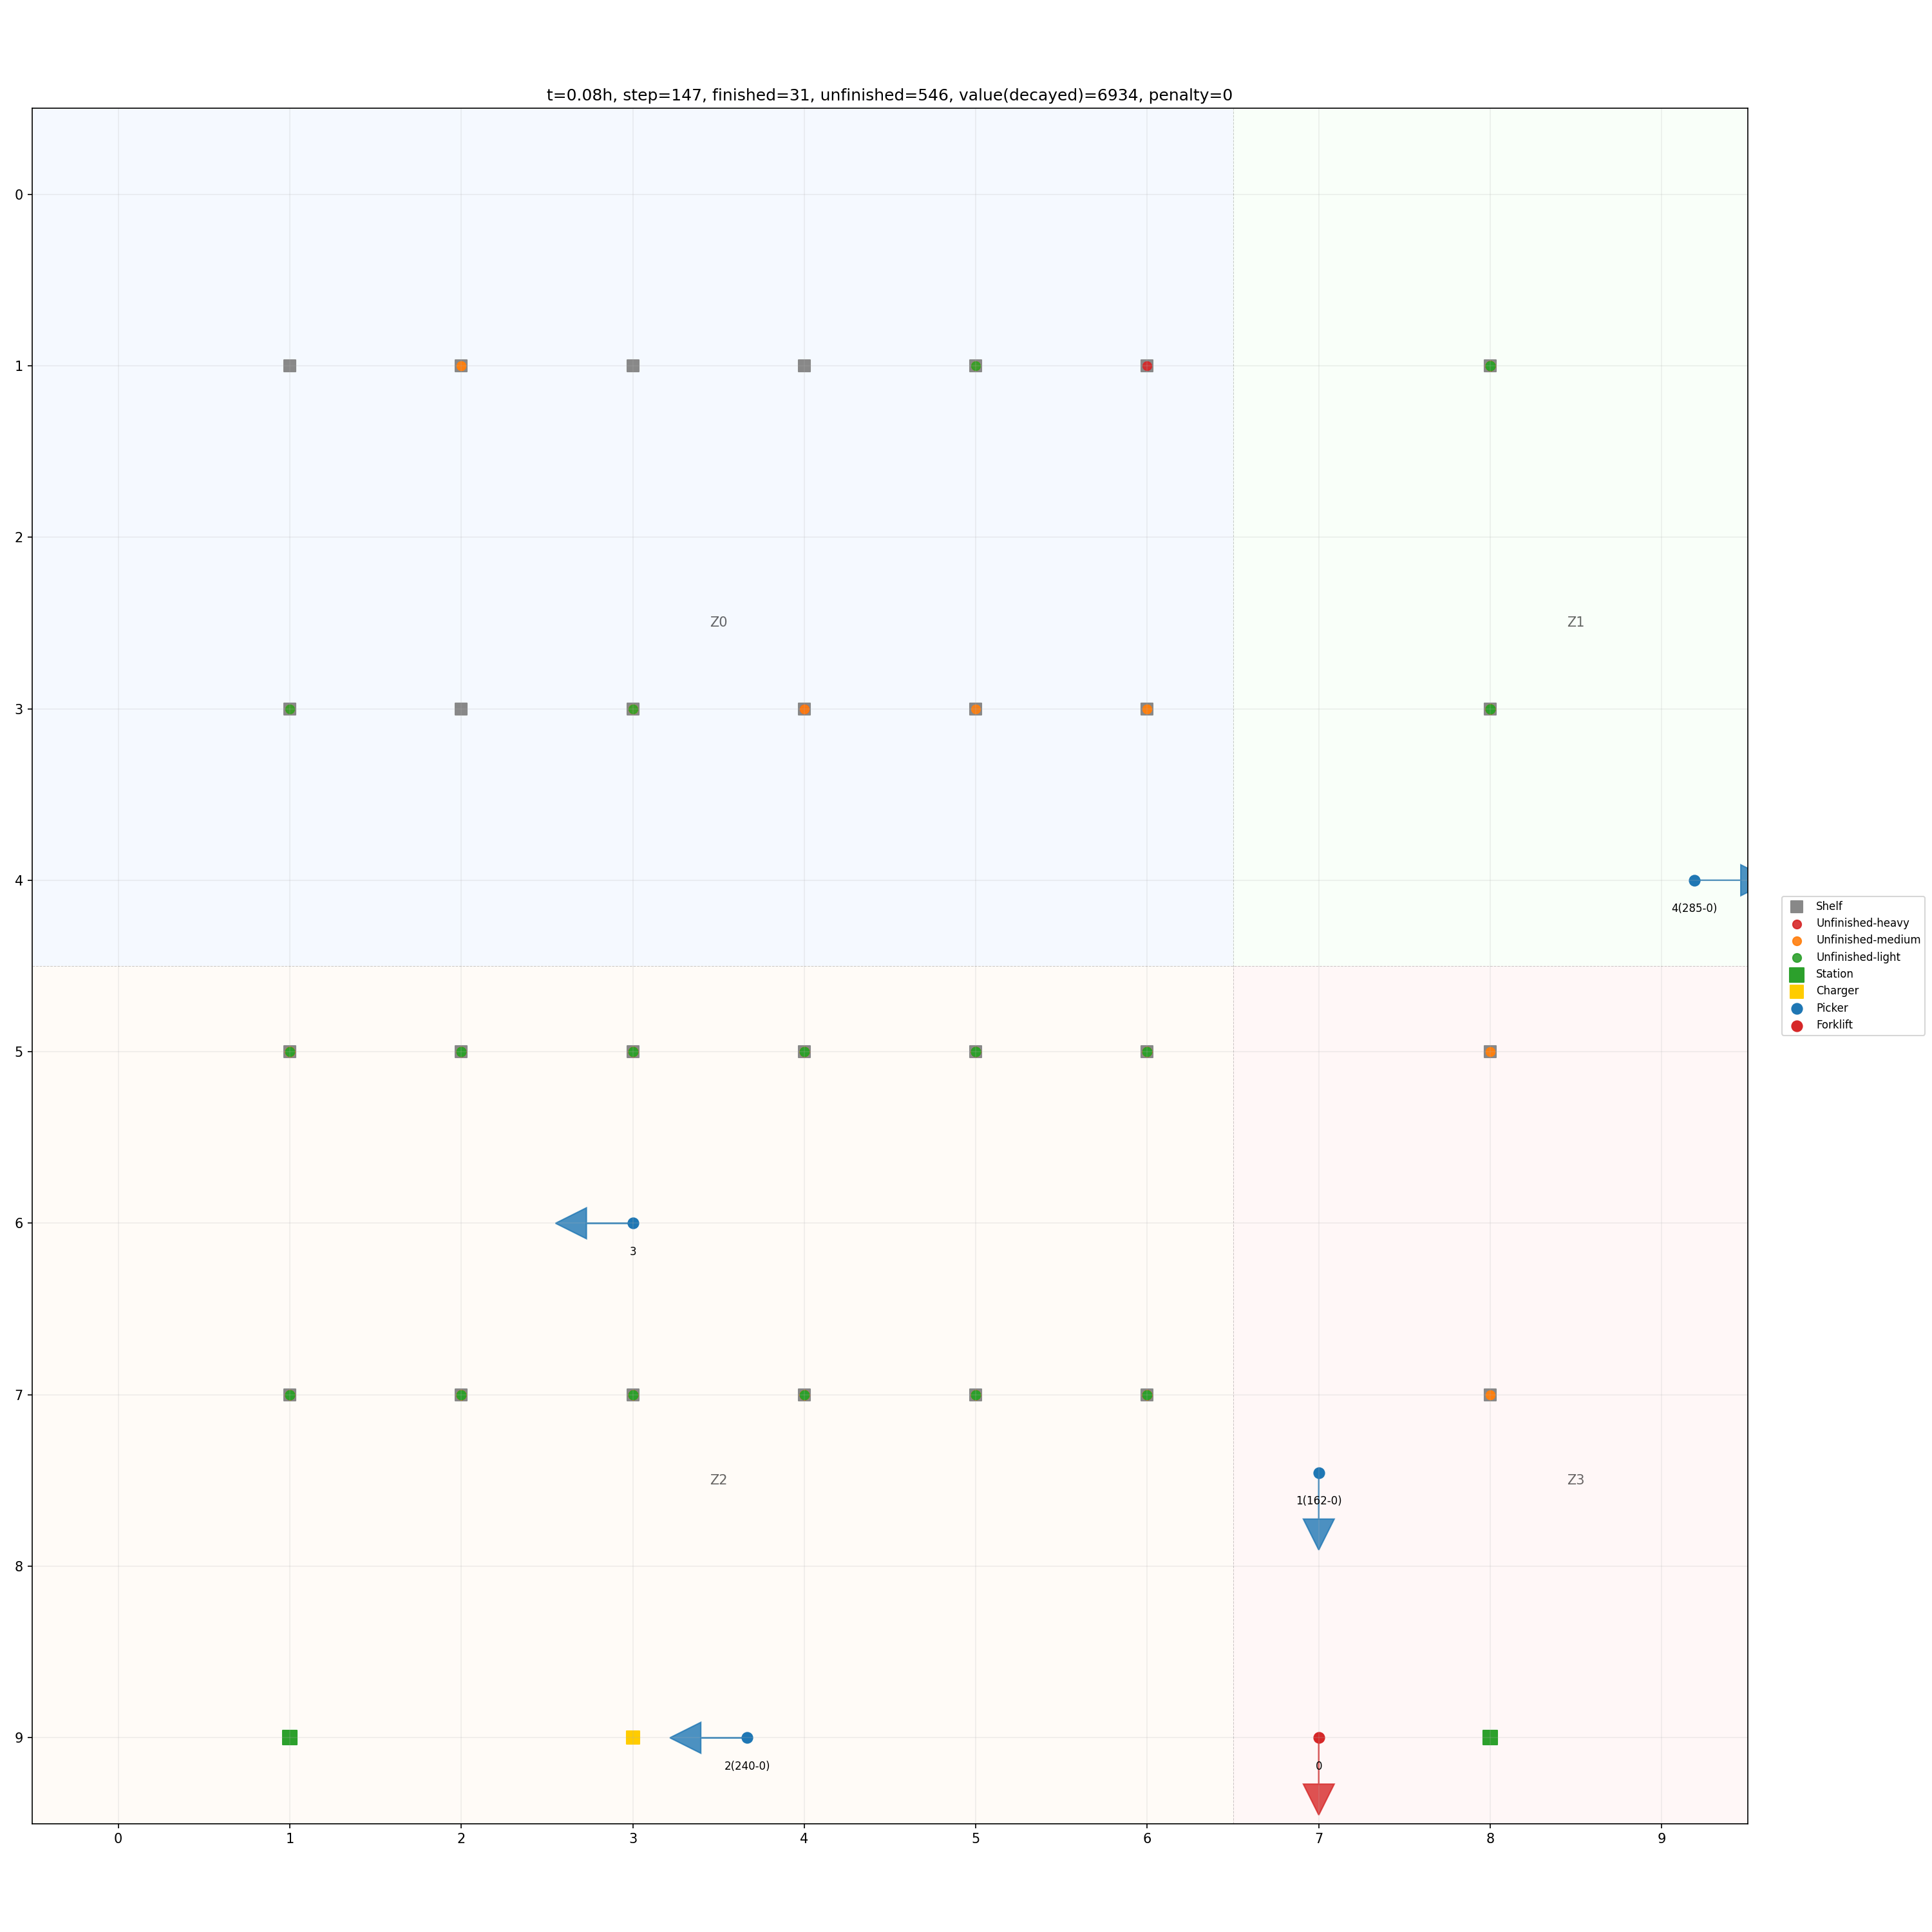 t=0.08h, step=147, finished=31, unfinished=546, value(decayed)=6934, penalty=0
0
1
2
Z0
Z1
3
4
4(285-0)
Shelf
Unfinished-heavy
Unfinished-medium
Unfinished-light
Station
Charger
Picker
Forklift
5
6
3
7
Z2
Z3
1(162-0)
8
9
2(240-0)
0
0 1 2 3 4 5 6 7 8 9